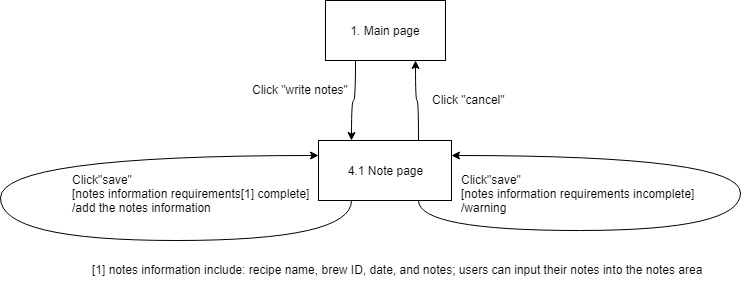 1. Main page
Click "write notes"
Click "cancel"
4.1 Note page
Click"save"
[notes information requirements[1] complete]
/add the notes information
Click"save"
[notes information requirements incomplete]
/warning
[1] notes information include: recipe name, brew ID, date, and notes; users can input their notes into the notes area